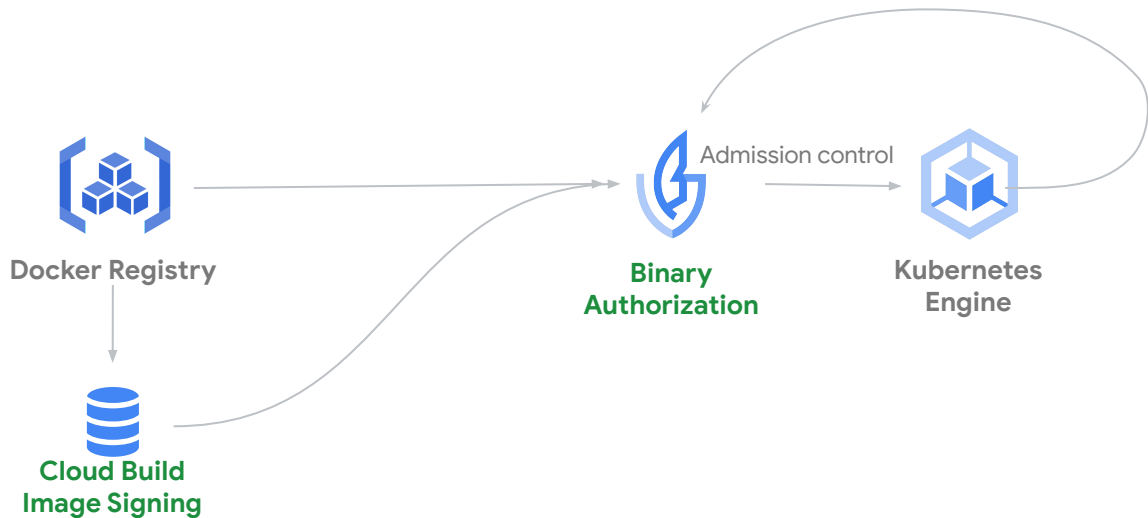 Admission control
Docker Registry
Binary
Authorization
Kubernetes
Engine
Cloud Build
Image Signing